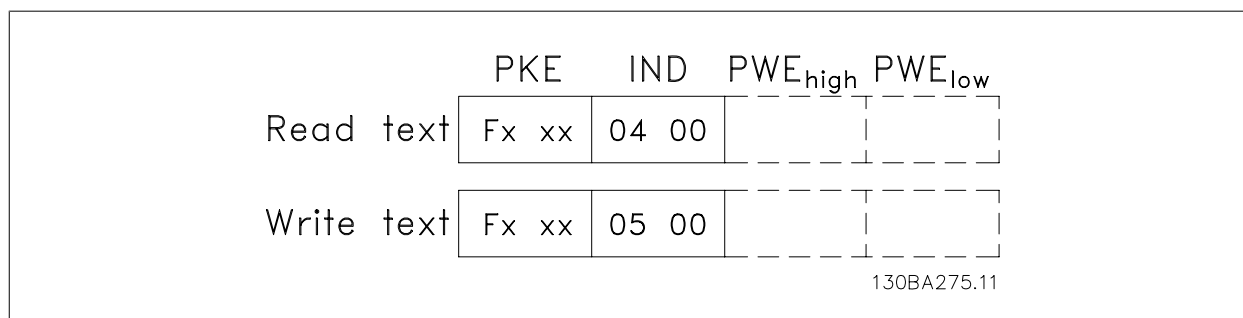 PKE IND PWEhigh PWElow
Read text Fx xx 04 00
Write text Fx xx 05 00
130BA275.11